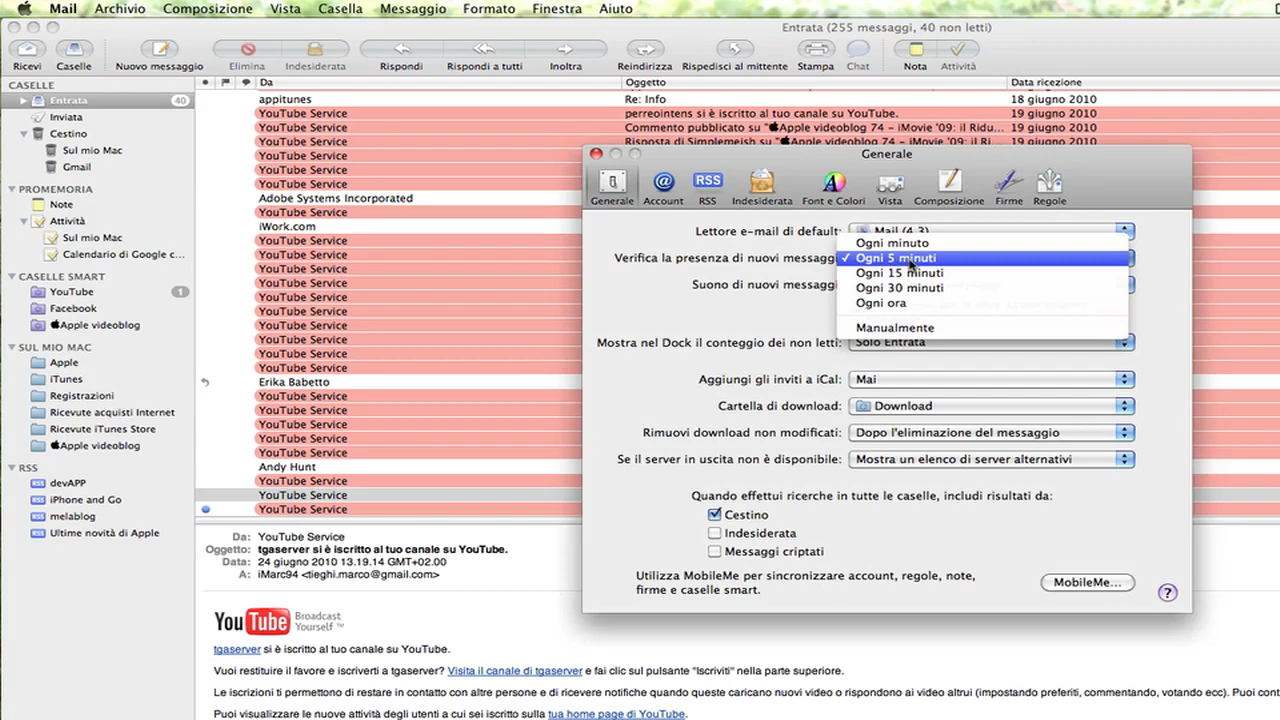 Mail Archivio Composizione Vista Casella Messaggio Formato Finestra Aiuto
Entrata (255 messaggi, 40 non letti)
Ricevi Caselle Nuovo messaggio Elimina Indesiderata Rispondi Rispondi a tutti Inoltra Reindirizza Rispedisci al mittente Stampa Chat Nota Attività
CASELLE
Entrata 40
Inviata
Cestino
Sul mio Mac
Gmail
PROMEMORIA
Note
Attività
Sul mio Mac
Calendario di Google c...
CASELLE SMART
YouTube 1
Facebook
Apple videoblog
SUL MIO MAC
Apple
iTunes
Registrazioni
Ricevute acquisti Internet
Ricevute iTunes Store
Apple videoblog
RSS
devAPP
iPhone and Go
melablog
Ultime novità di Apple
Da Oggetto Data ricezione
appitunes Re: Info 18 giugno 2010
YouTube Service perreointens si è iscritto al tuo canale su YouTube. 19 giugno 2010
YouTube Service Commento pubblicato su "Apple videoblog 74 - iMovie '09: il Ridu... 19 giugno 2010
YouTube Service Risposta di Simplemeish su "Apple videoblog 74 - iMovie '09: il Ri... 19 giugno 2010
YouTube Service
YouTube Service
YouTube Service
Adobe Systems Incorporated
YouTube Service
iWork.com
YouTube Service
YouTube Service
YouTube Service
YouTube Service
YouTube Service
YouTube Service
YouTube Service
YouTube Service
YouTube Service
YouTube Service
Erika Babetto
YouTube Service
YouTube Service
YouTube Service
YouTube Service
YouTube Service
Andy Hunt
YouTube Service
YouTube Service
YouTube Service
Generale
Generale Account RSS Indesiderata Font e Colori Vista Composizione Firme Regole
Lettore e-mail di default: Mail (4.3)
Verifica la presenza di nuovi messaggi
Suono di nuovi messaggi
Ogni minuto
✓ Ogni 5 minuti
Ogni 15 minuti
Ogni 30 minuti
Ogni ora
Manualmente
Mostra nel Dock il conteggio dei non letti: Solo Entrata
Aggiungi gli inviti a iCal: Mai
Cartella di download: Download
Rimuovi download non modificati: Dopo l'eliminazione del messaggio
Se il server in uscita non è disponibile: Mostra un elenco di server alternativi
Quando effettui ricerche in tutte le caselle, includi risultati da:
Cestino
Indesiderata
Messaggi criptati
Utilizza MobileMe per sincronizzare account, regole, note,
firme e caselle smart.
MobileMe...
?
Da: YouTube Service
Oggetto: tgaserver si è iscritto al tuo canale su YouTube.
Data: 24 giugno 2010 13.19.14 GMT+02.00
A: iMarc94 <tieghi.marco@gmail.com>
YouTube Broadcast
Yourself ™
tgaserver si è iscritto al tuo canale su YouTube.
Vuoi restituire il favore e iscriverti a tgaserver? Visita il canale di tgaserver e fai clic sul pulsante "Iscriviti" nella parte superiore.
Le iscrizioni ti permettono di restare in contatto con altre persone e di ricevere notifiche quando queste caricano nuovi video o rispondono ai video altrui (impostando preferiti, commentando, votando ecc). Puoi cont
Puoi visualizzare le nuove attività degli utenti a cui sei iscritto sulla tua home page di YouTube.